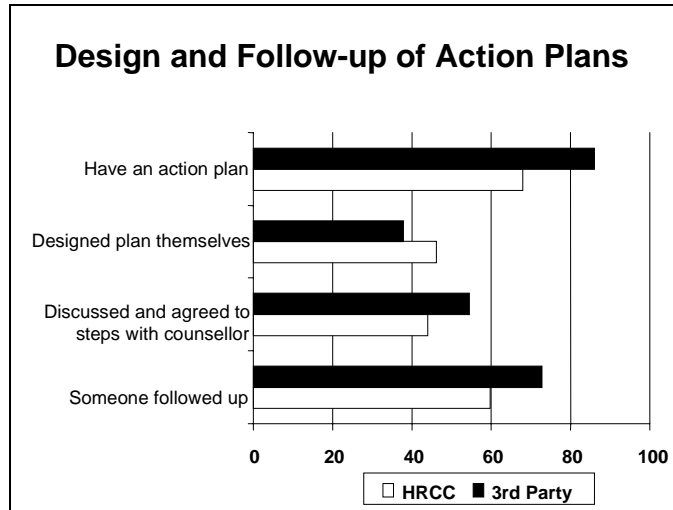 Design and Follow-up of Action Plans
Have an action plan
Designed plan themselves
Discussed and agreed to
steps with counsellor
Someone followed up
0 20 40 60 80 100
HRCC 3rd Party